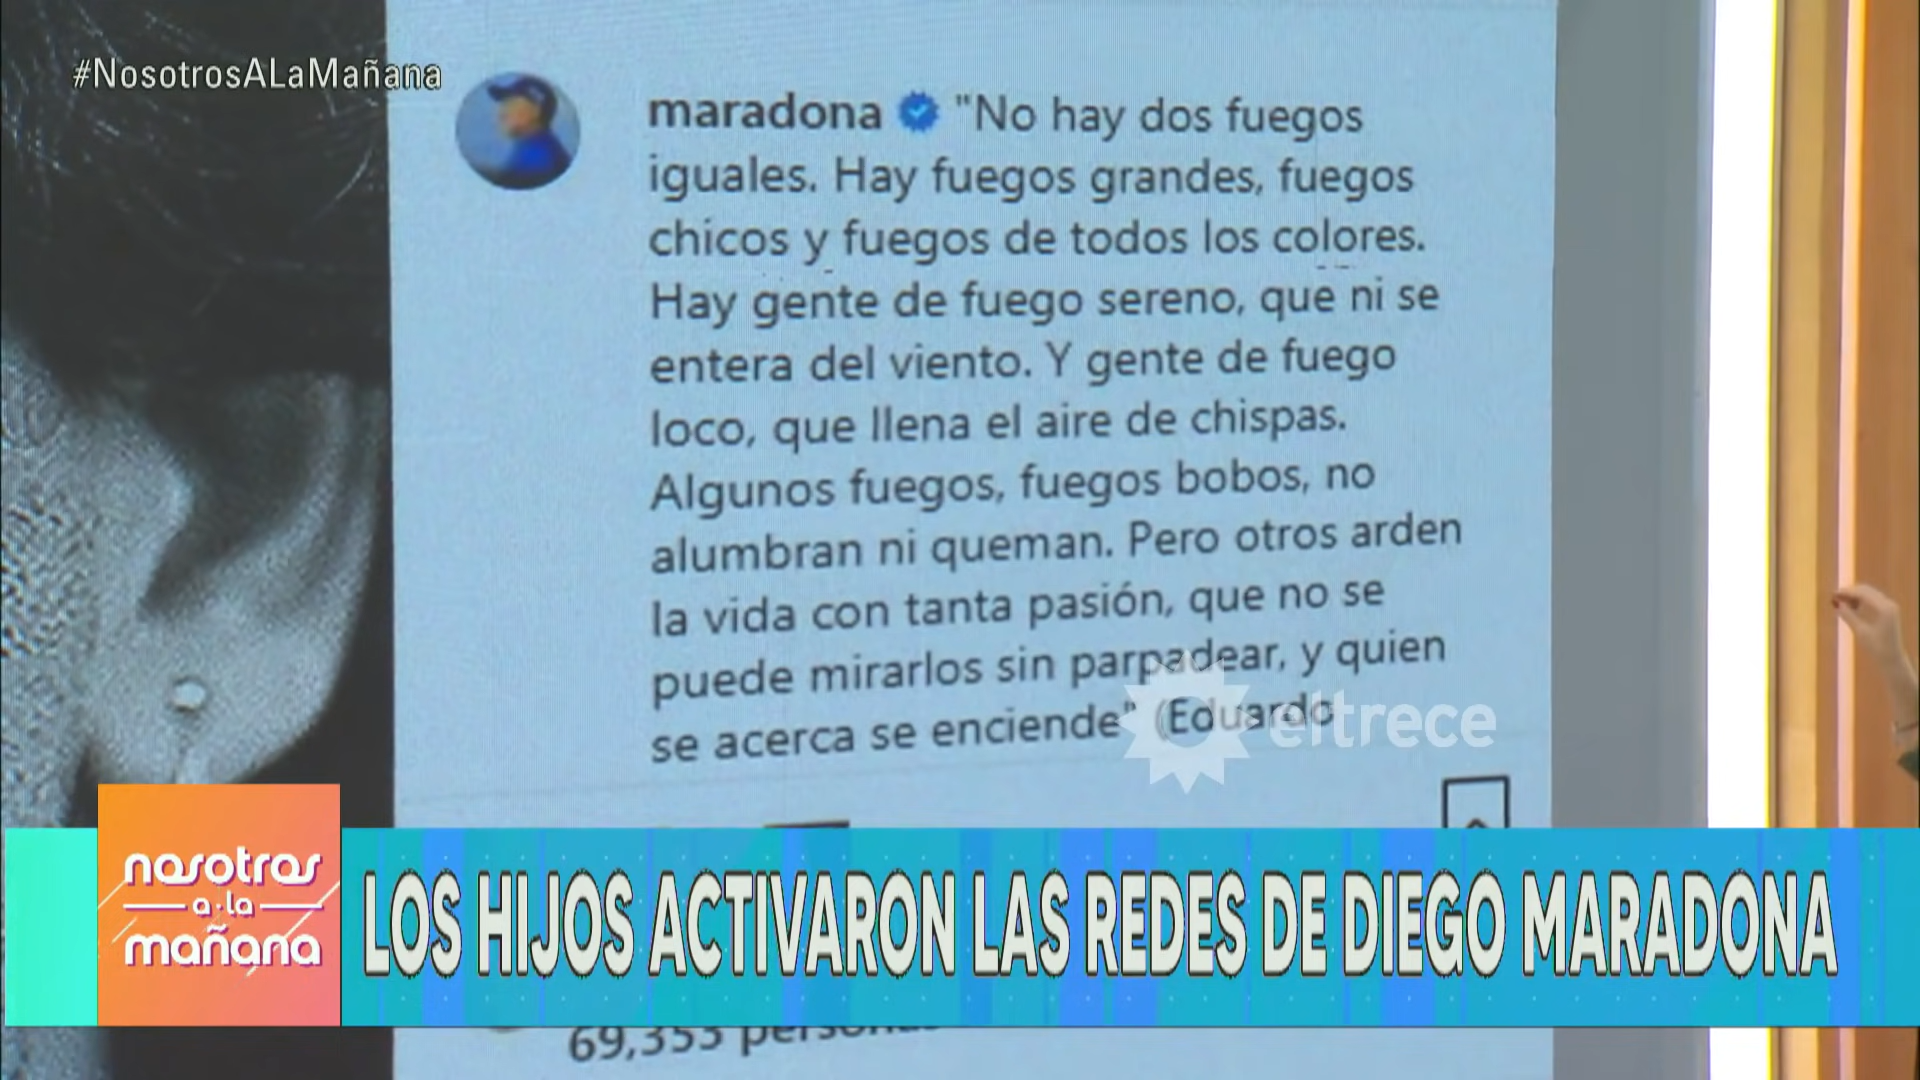 #NosotrosALaMañana
maradona "No hay dos fuegos
iguales. Hay fuegos grandes, fuegos
chicos y fuegos de todos los colores.
Hay gente de fuego sereno, que ni se
entera del viento. Y gente de fuego
loco, que llena el aire de chispas.
Algunos fuegos, fuegos bobos, no
alumbran ni queman. Pero otros arden
la vida con tanta pasión, que no se
puede mirarlos sin parpadear, y quien
se acerca se enciende" (Eduardo
eltrece
nosotros
a·la
mañana
LOS HIJOS ACTIVARON LAS REDES DE DIEGO MARADONA
69,353